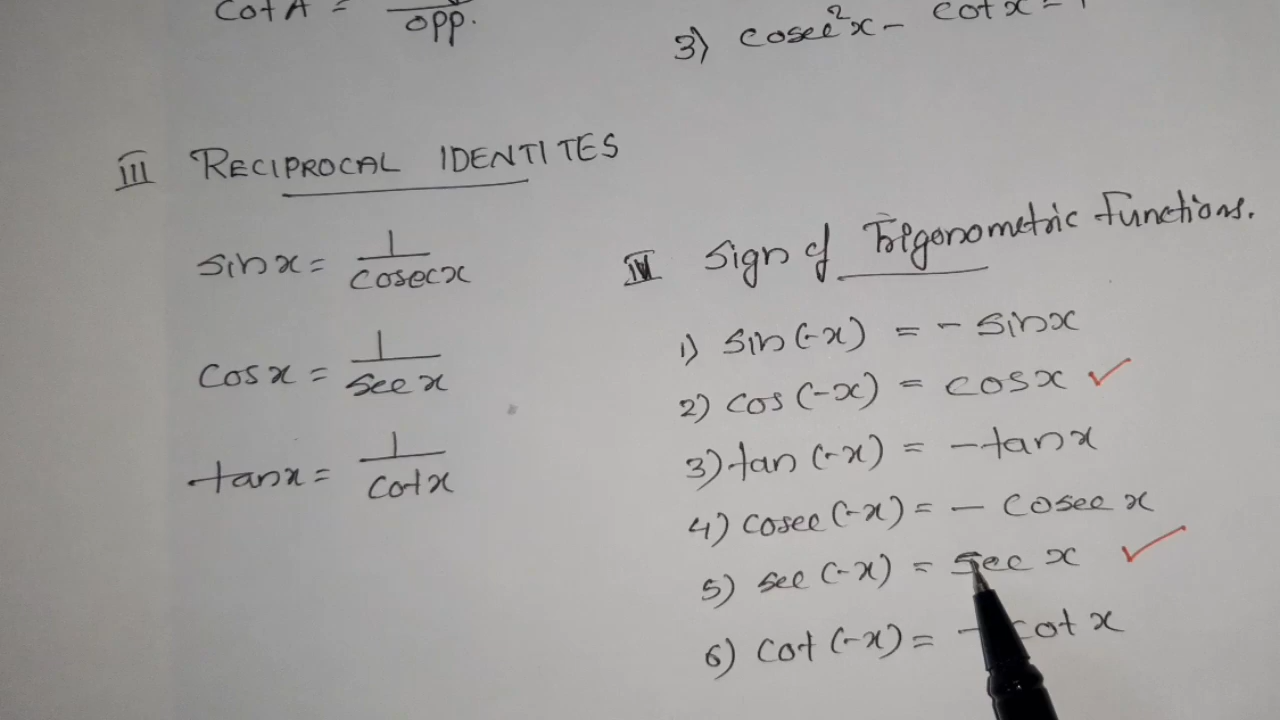 Cot A =
opp.
3) cosec²x - cot x = 1
III RECIPROCAL IDENTITES
sin x = 1/cosec x
cos x = 1/sec x
tan x = 1/cot x
IV Sign of Trigonometric Functions.
1) sin (-x) = - sin x
2) cos (-x) = cos x ✓
3) tan (-x) = - tan x
4) cosec (-x) = - cosec x
5) sec (-x) = sec x ✓
6) cot (-x) = - cot x